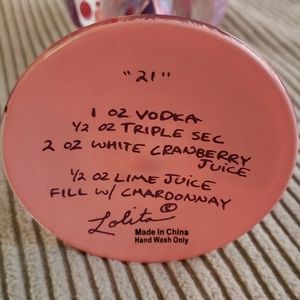 "21"
1 OZ VODKA
½ OZ TRIPLE SEC
2 OZ WHITE CRANBERRY
JUICE
½ OZ LIME JUICE
FILL W/ CHARDONNAY
Lolita ©
Made in China
Hand Wash Only